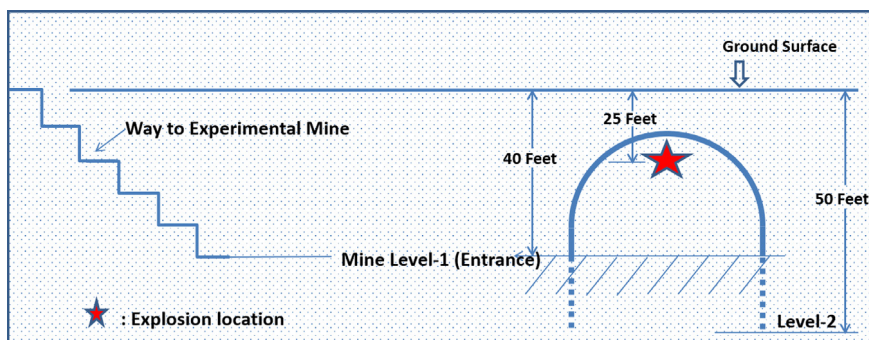 Ground Surface
Way to Experimental Mine
25 Feet
40 Feet
50 Feet
Mine Level-1 (Entrance)
: Explosion location
Level-2